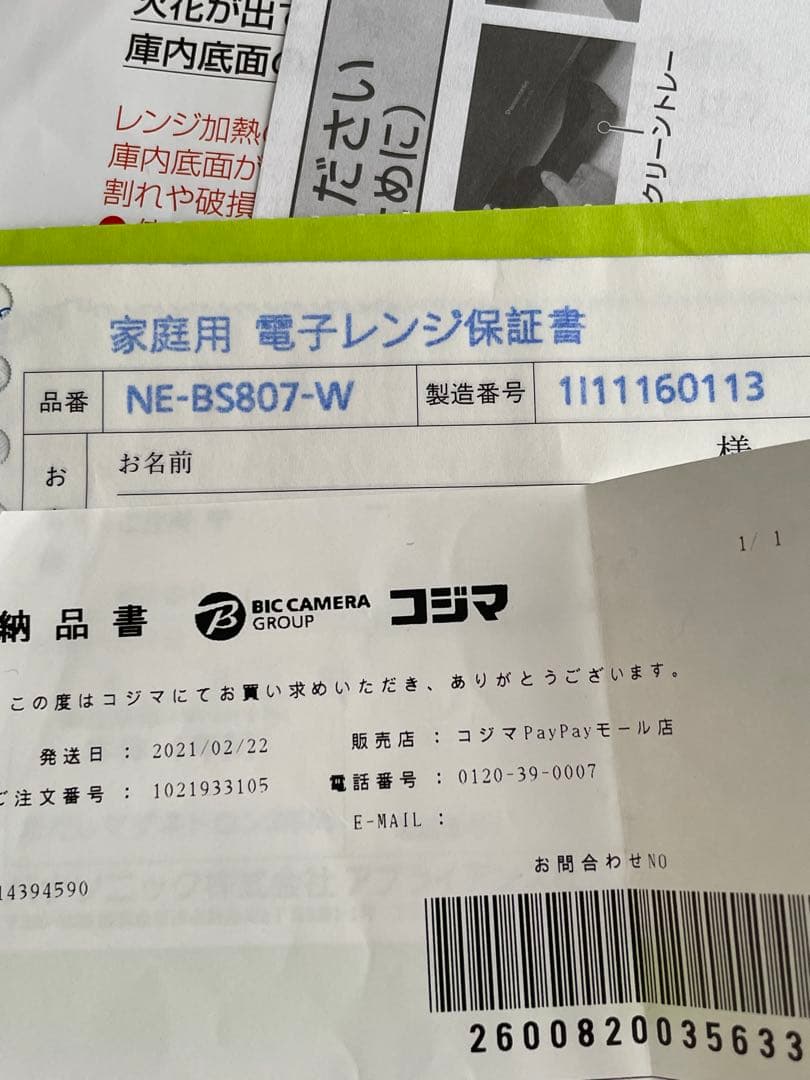 火花が出
庫内底面
レンジ加熱
庫内底面が
割れや破損
ださい
めに)
Panasonic
クリーントレー
家庭用 電子レンジ保証書
品番 NE-BS807-W 製造番号 1I11160113
お お名前 様
1/ 1
納品書 BIC CAMERA GROUP コジマ
この度はコジマにてお買い求めいただき、ありがとうございます。
発送日 : 2021/02/22 販売店 : コジマPayPayモール店
ご注文番号 : 1021933105 電話番号 : 0120-39-0007
E-MAIL :
お問合わせNO
14394590
2600820035633